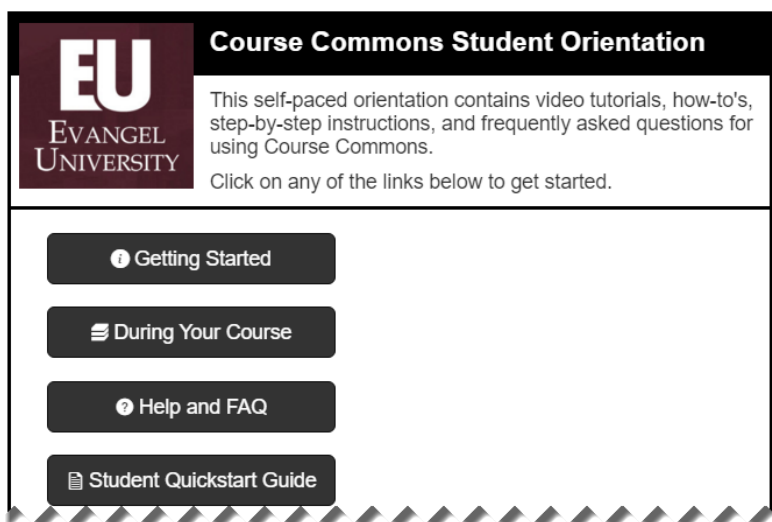 EU
EVANGEL
UNIVERSITY
Course Commons Student Orientation
This self-paced orientation contains video tutorials, how-to's,
step-by-step instructions, and frequently asked questions for
using Course Commons.
Click on any of the links below to get started.
Getting Started
During Your Course
Help and FAQ
Student Quickstart Guide